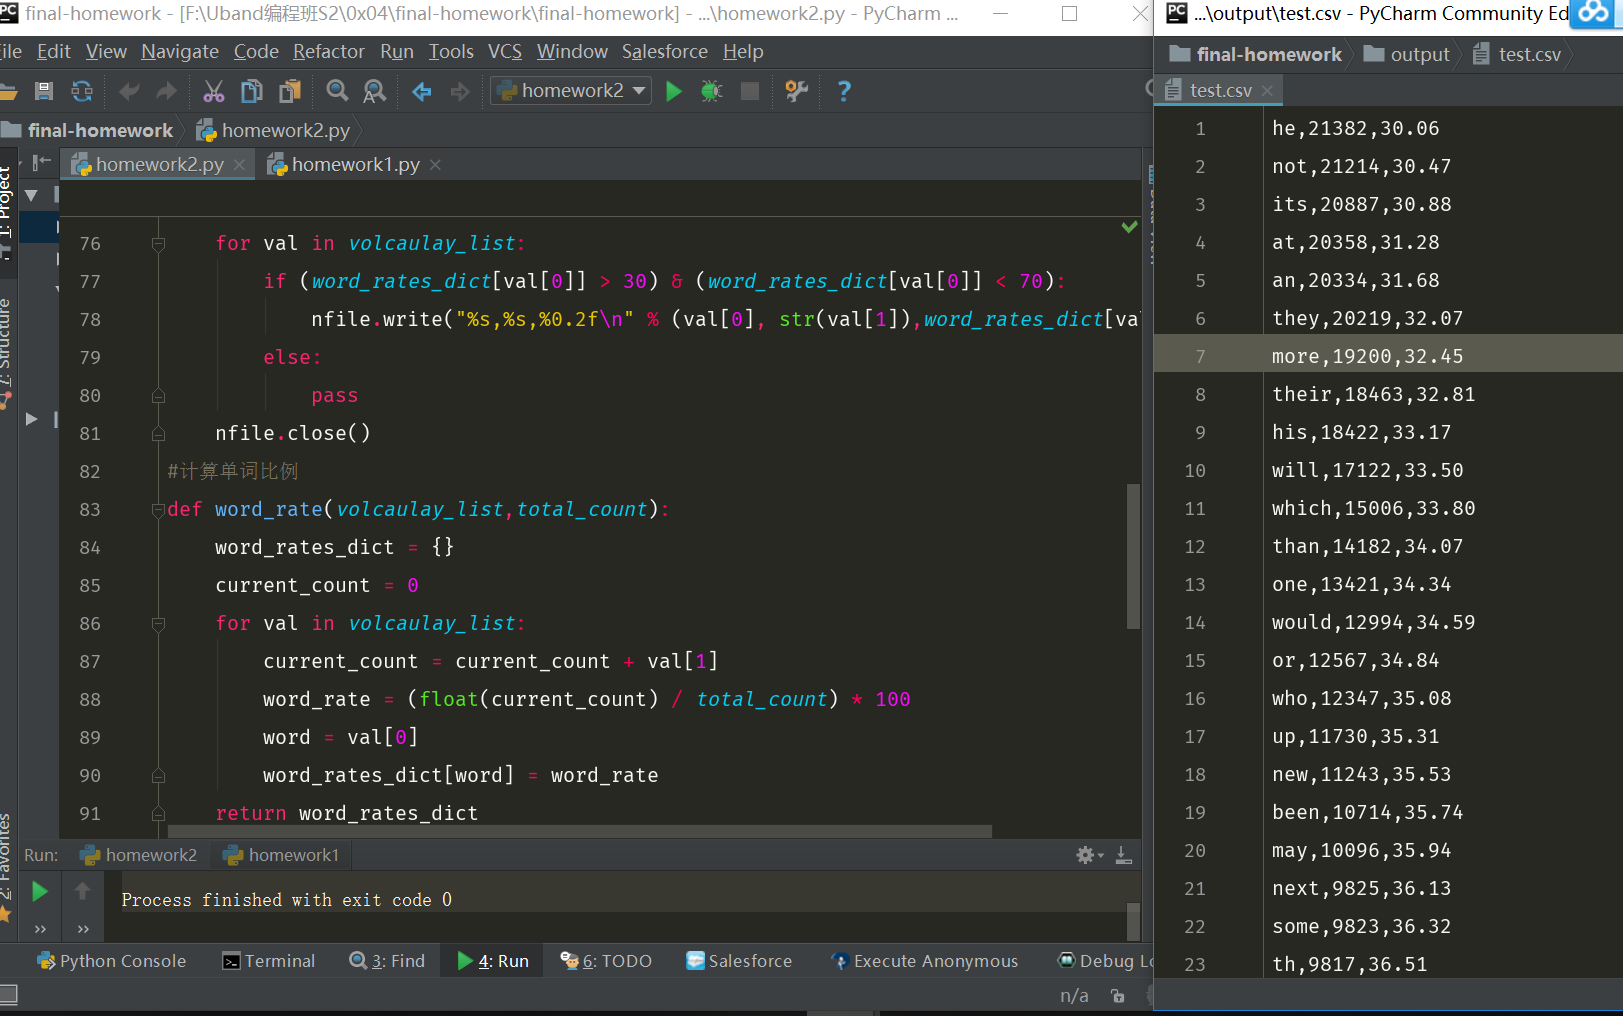 final-homework - [F:\Uband编程班S2\0x04\final-homework\final-homework] - ...\homework2.py - PyCharm ...
ile Edit View Navigate Code Refactor Run Tools VCS Window Salesforce Help
homework2
final-homework homework2.py
homework2.py homework1.py
1: Project
7: Structure
2: Favorites
76 for val in volcaulay_list:
77 if (word_rates_dict[val[0]] > 30) & (word_rates_dict[val[0]] < 70):
78 nfile.write("%s,%s,%0.2f\n" % (val[0], str(val[1]),word_rates_dict[va
79 else:
80 pass
81 nfile.close()
82 #计算单词比例
83 def word_rate(volcaulay_list,total_count):
84 word_rates_dict = {}
85 current_count = 0
86 for val in volcaulay_list:
87 current_count = current_count + val[1]
88 word_rate = (float(current_count) / total_count) * 100
89 word = val[0]
90 word_rates_dict[word] = word_rate
91 return word_rates_dict
Run: homework2 homework1
Process finished with exit code 0
Python Console Terminal 3: Find 4: Run 6: TODO Salesforce Execute Anonymous Debug Lo
n/a
...\output\test.csv - PyCharm Community Ed
final-homework output test.csv
test.csv
1 he,21382,30.06
2 not,21214,30.47
3 its,20887,30.88
4 at,20358,31.28
5 an,20334,31.68
6 they,20219,32.07
7 more,19200,32.45
8 their,18463,32.81
9 his,18422,33.17
10 will,17122,33.50
11 which,15006,33.80
12 than,14182,34.07
13 one,13421,34.34
14 would,12994,34.59
15 or,12567,34.84
16 who,12347,35.08
17 up,11730,35.31
18 new,11243,35.53
19 been,10714,35.74
20 may,10096,35.94
21 next,9825,36.13
22 some,9823,36.32
23 th,9817,36.51